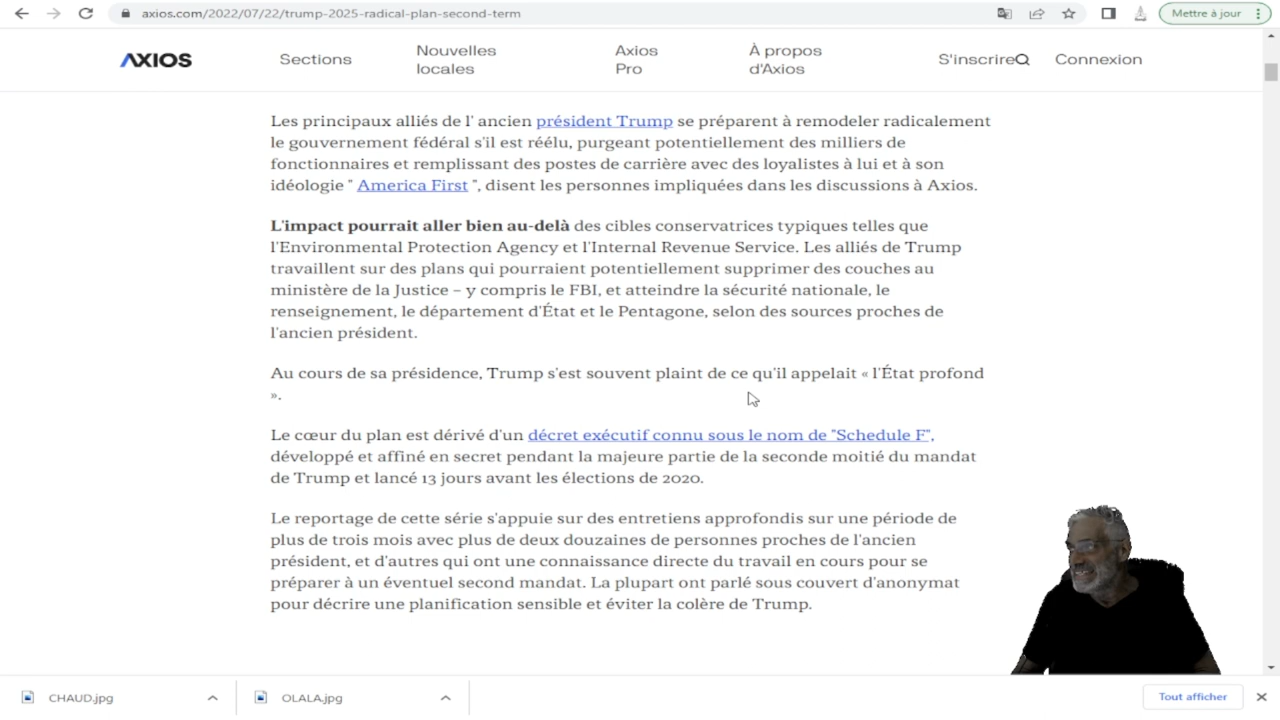 axios.com/2022/07/22/trump-2025-radical-plan-second-term
Mettre à jour
AXIOS
Sections
Nouvelles
locales
Axios
Pro
À propos
d'Axios
S'inscrire
Connexion
Les principaux alliés de l' ancien président Trump se préparent à remodeler radicalement
le gouvernement fédéral s'il est réélu, purgeant potentiellement des milliers de
fonctionnaires et remplissant des postes de carrière avec des loyalistes à lui et à son
idéologie " America First ", disent les personnes impliquées dans les discussions à Axios.
L'impact pourrait aller bien au-delà des cibles conservatrices typiques telles que
l'Environmental Protection Agency et l'Internal Revenue Service. Les alliés de Trump
travaillent sur des plans qui pourraient potentiellement supprimer des couches au
ministère de la Justice – y compris le FBI, et atteindre la sécurité nationale, le
renseignement, le département d'État et le Pentagone, selon des sources proches de
l'ancien président.
Au cours de sa présidence, Trump s'est souvent plaint de ce qu'il appelait « l'État profond
».
Le cœur du plan est dérivé d'un décret exécutif connu sous le nom de "Schedule F",
développé et affiné en secret pendant la majeure partie de la seconde moitié du mandat
de Trump et lancé 13 jours avant les élections de 2020.
Le reportage de cette série s'appuie sur des entretiens approfondis sur une période de
plus de trois mois avec plus de deux douzaines de personnes proches de l'ancien
président, et d'autres qui ont une connaissance directe du travail en cours pour se
préparer à un éventuel second mandat. La plupart ont parlé sous couvert d'anonymat
pour décrire une planification sensible et éviter la colère de Trump.
CHAUD.jpg
OLALA.jpg
Tout afficher